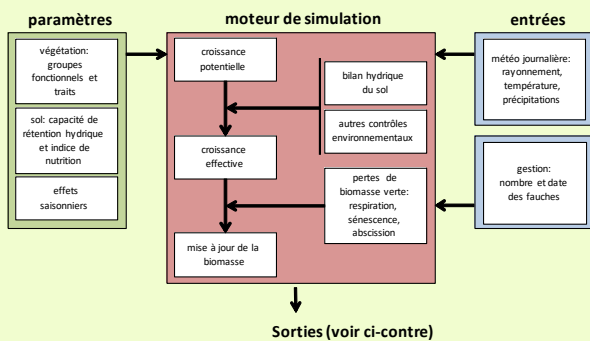 paramètres
végétation:
groupes
fonctionnels et
traits
sol: capacité de
rétention hydrique
et indice de
nutrition
effets
saisonniers
moteur de simulation
croissance
potentielle
bilan hydrique
du sol
autres contrôles
environnementaux
croissance
effective
pertes de
biomasse verte:
respiration,
sénescence,
abscission
mise à jour de la
biomasse
entrées
météo journalière:
rayonnement,
température,
précipitations
gestion:
nombre et date
des fauches
Sorties (voir ci-contre)